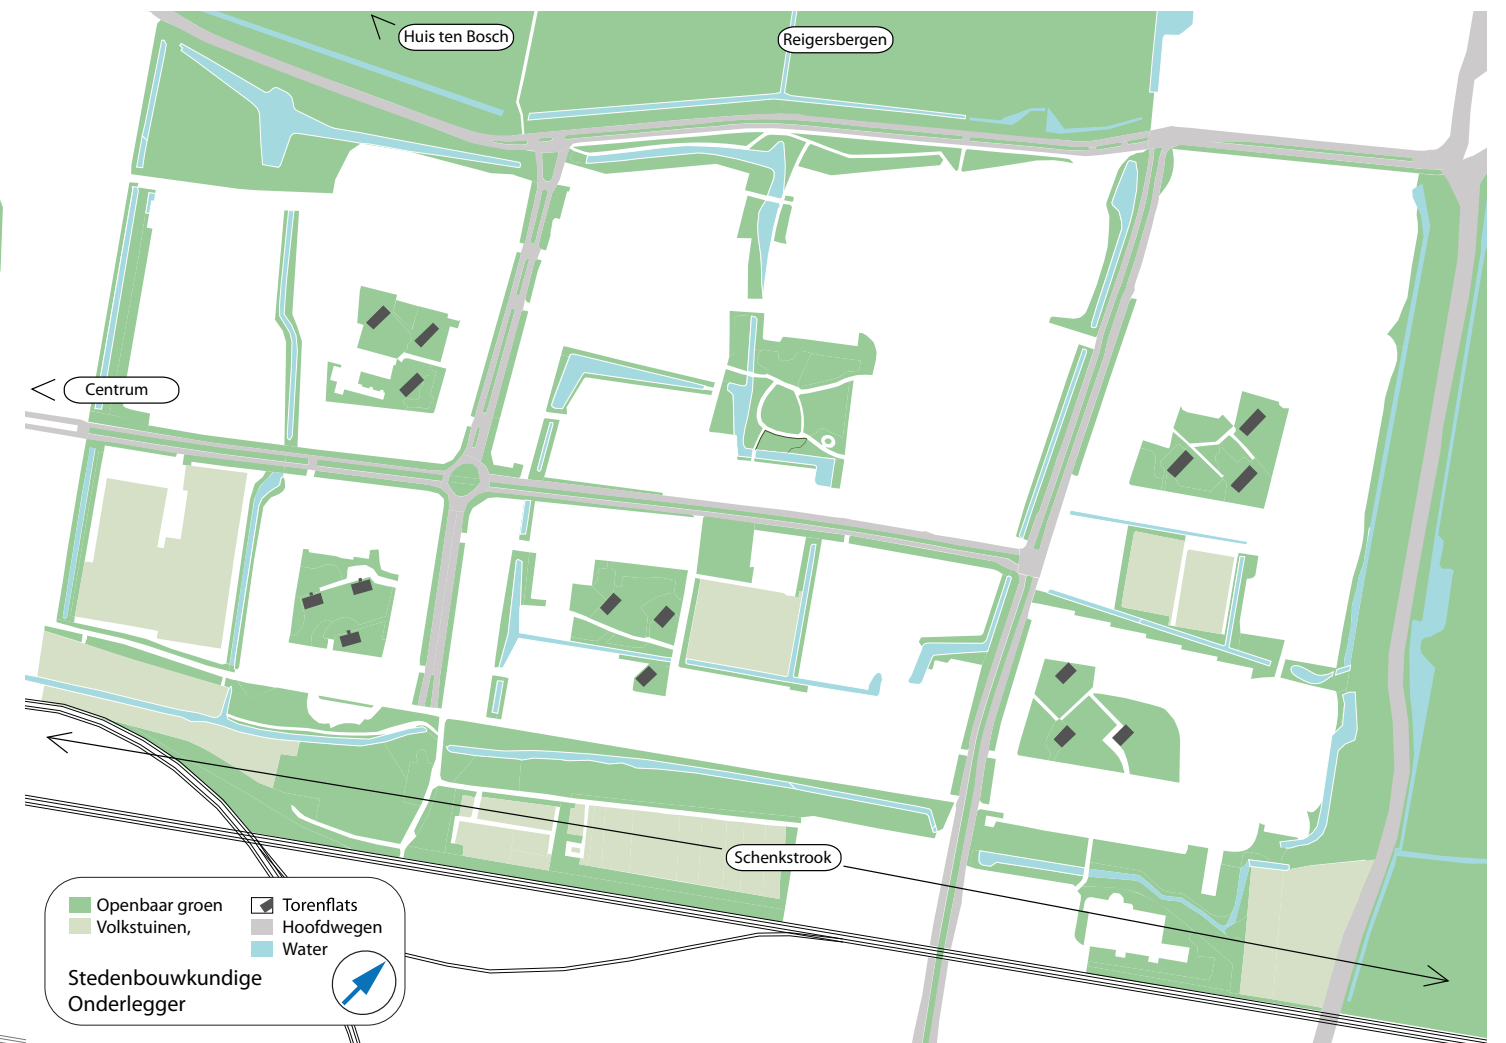 Huis ten Bosch
Reigersbergen
Centrum
Schenkstrook
Openbaar groen
Volkstuinen,
Torenflats
Hoofdwegen
Water
Stedenbouwkundige
Onderlegger